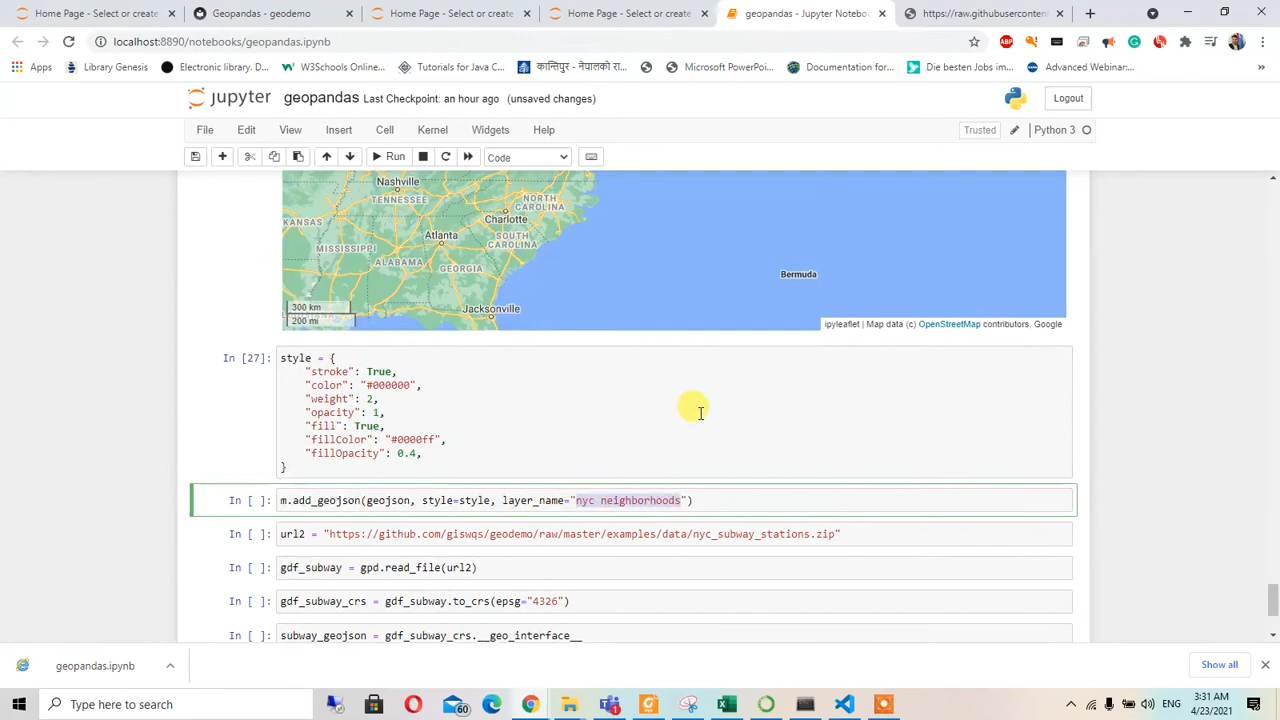 Home Page - Select or create
Geopandas - geodemo
Home Page - Select or create
Home Page - Select or create
geopandas - Jupyter Noteboo
https://raw.githubuserconten
localhost:8890/notebooks/geopandas.ipynb
Apps
Library Genesis
Electronic library. D...
W3Schools Online...
Tutorials for Java C...
कान्तिपुर - नेपालको रा...
Microsoft PowerPo...
Documentation for...
Die besten Jobs im...
Advanced Webinar:...
jupyter geopandas Last Checkpoint: an hour ago (unsaved changes)
Logout
File Edit View Insert Cell Kernel Widgets Help
Trusted
Python 3
Run
Code
Nashville
TENNESSEE
NORTH
CAROLINA
Charlotte
KANSAS
Atlanta
SOUTH
CAROLINA
MISSISSIPPI
ALABAMA
GEORGIA
Bermuda
Jacksonville
300 km
200 mi
ipyleaflet | Map data (c) OpenStreetMap contributors, Google
In [27]: style = {
"stroke": True,
"color": "#000000",
"weight": 2,
"opacity": 1,
"fill": True,
"fillColor": "#0000ff",
"fillOpacity": 0.4,
}
In [ ]: m.add_geojson(geojson, style=style, layer_name="nyc neighborhoods")
In [ ]: url2 = "https://github.com/giswqs/geodemo/raw/master/examples/data/nyc_subway_stations.zip"
In [ ]: gdf_subway = gpd.read_file(url2)
In [ ]: gdf_subway_crs = gdf_subway.to_crs(epsg="4326")
In [ ]: subway_geojson = gdf_subway_crs.__geo_interface__
geopandas.ipynb
Show all
Type here to search
60
3:31 AM
4/23/2021